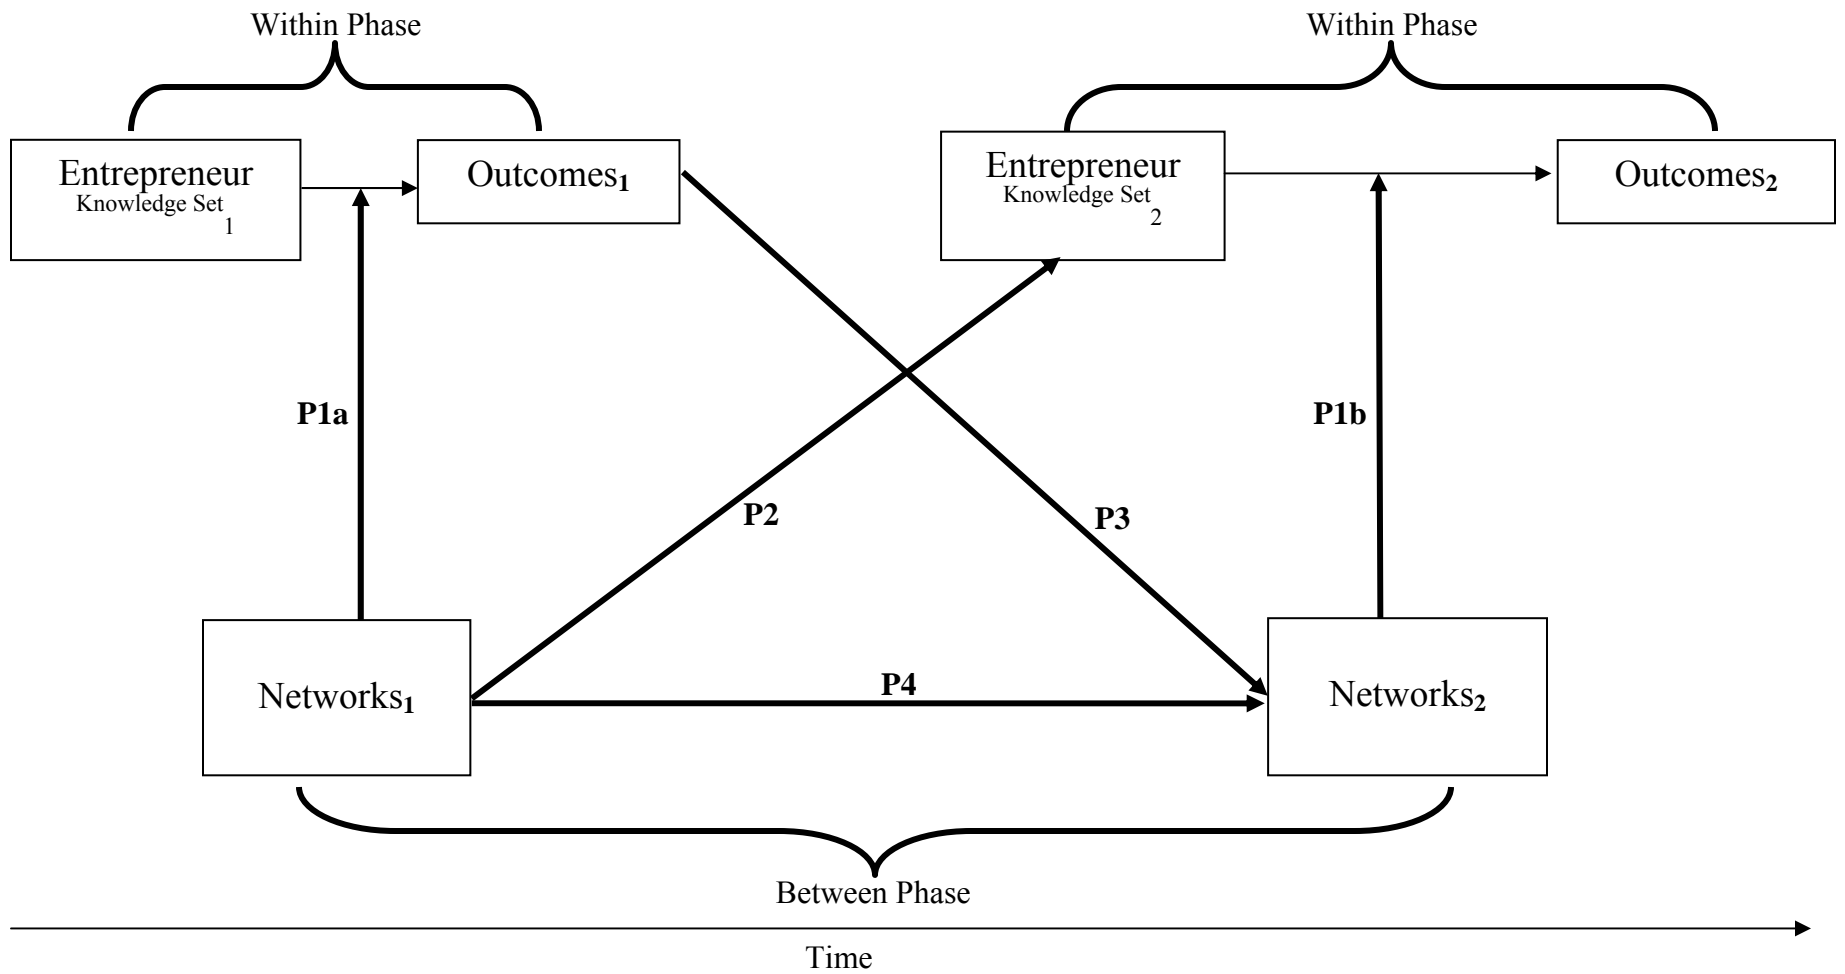 Within Phase
Within Phase
Entrepreneur
Knowledge Set
1
Outcomes1
Entrepreneur
Knowledge Set
2
Outcomes2
P1a
P1b
P2
P3
P4
Networks1
Networks2
Between Phase
Time